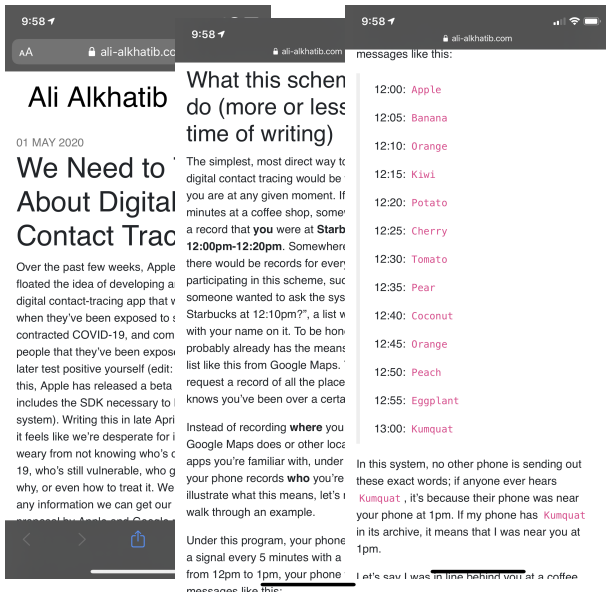 9:58
AA ali-alkhatib.co
Ali Alkhatib
01 MAY 2020
We Need to
About Digital
Contact Trac
Over the past few weeks, Apple
floated the idea of developing a
digital contact-tracing app that w
when they've been exposed to s
contracted COVID-19, and com
people that they've been expose
later test positive yourself (edit:
this, Apple has released a beta
includes the SDK necessary to
system). Writing this in late Apri
it feels like we're desperate for i
weary from not knowing who's c
19, who's still vulnerable, who g
why, or even how to treat it. We
any information we can get our
proposal by Apple and Google
9:58
ali-alkhatib.com
What this schem
do (more or less
time of writing)
The simplest, most direct way to
digital contact tracing would be
you are at any given moment. If
minutes at a coffee shop, somew
a record that you were at Starb
12:00pm-12:20pm. Somewhere
there would be records for every
participating in this scheme, suc
someone wanted to ask the sys
Starbucks at 12:10pm?", a list w
with your name on it. To be hon
probably already has the means
list like this from Google Maps.
request a record of all the place
knows you've been over a certa
Instead of recording where you
Google Maps does or other loca
apps you're familiar with, under
your phone records who you're
illustrate what this means, let's
walk through an example.
Under this program, your phone
a signal every 5 minutes with a
from 12pm to 1pm, your phone
messages like this:
9:58
ali-alkhatib.com
messages like this:
12:00: Apple
12:05: Banana
12:10: Orange
12:15: Kiwi
12:20: Potato
12:25: Cherry
12:30: Tomato
12:35: Pear
12:40: Coconut
12:45: Orange
12:50: Peach
12:55: Eggplant
13:00: Kumquat
In this system, no other phone is sending out
these exact words; if anyone ever hears
Kumquat , it's because their phone was near
your phone at 1pm. If my phone has Kumquat
in its archive, it means that I was near you at
1pm.
Let's say I was in line behind you at a coffee